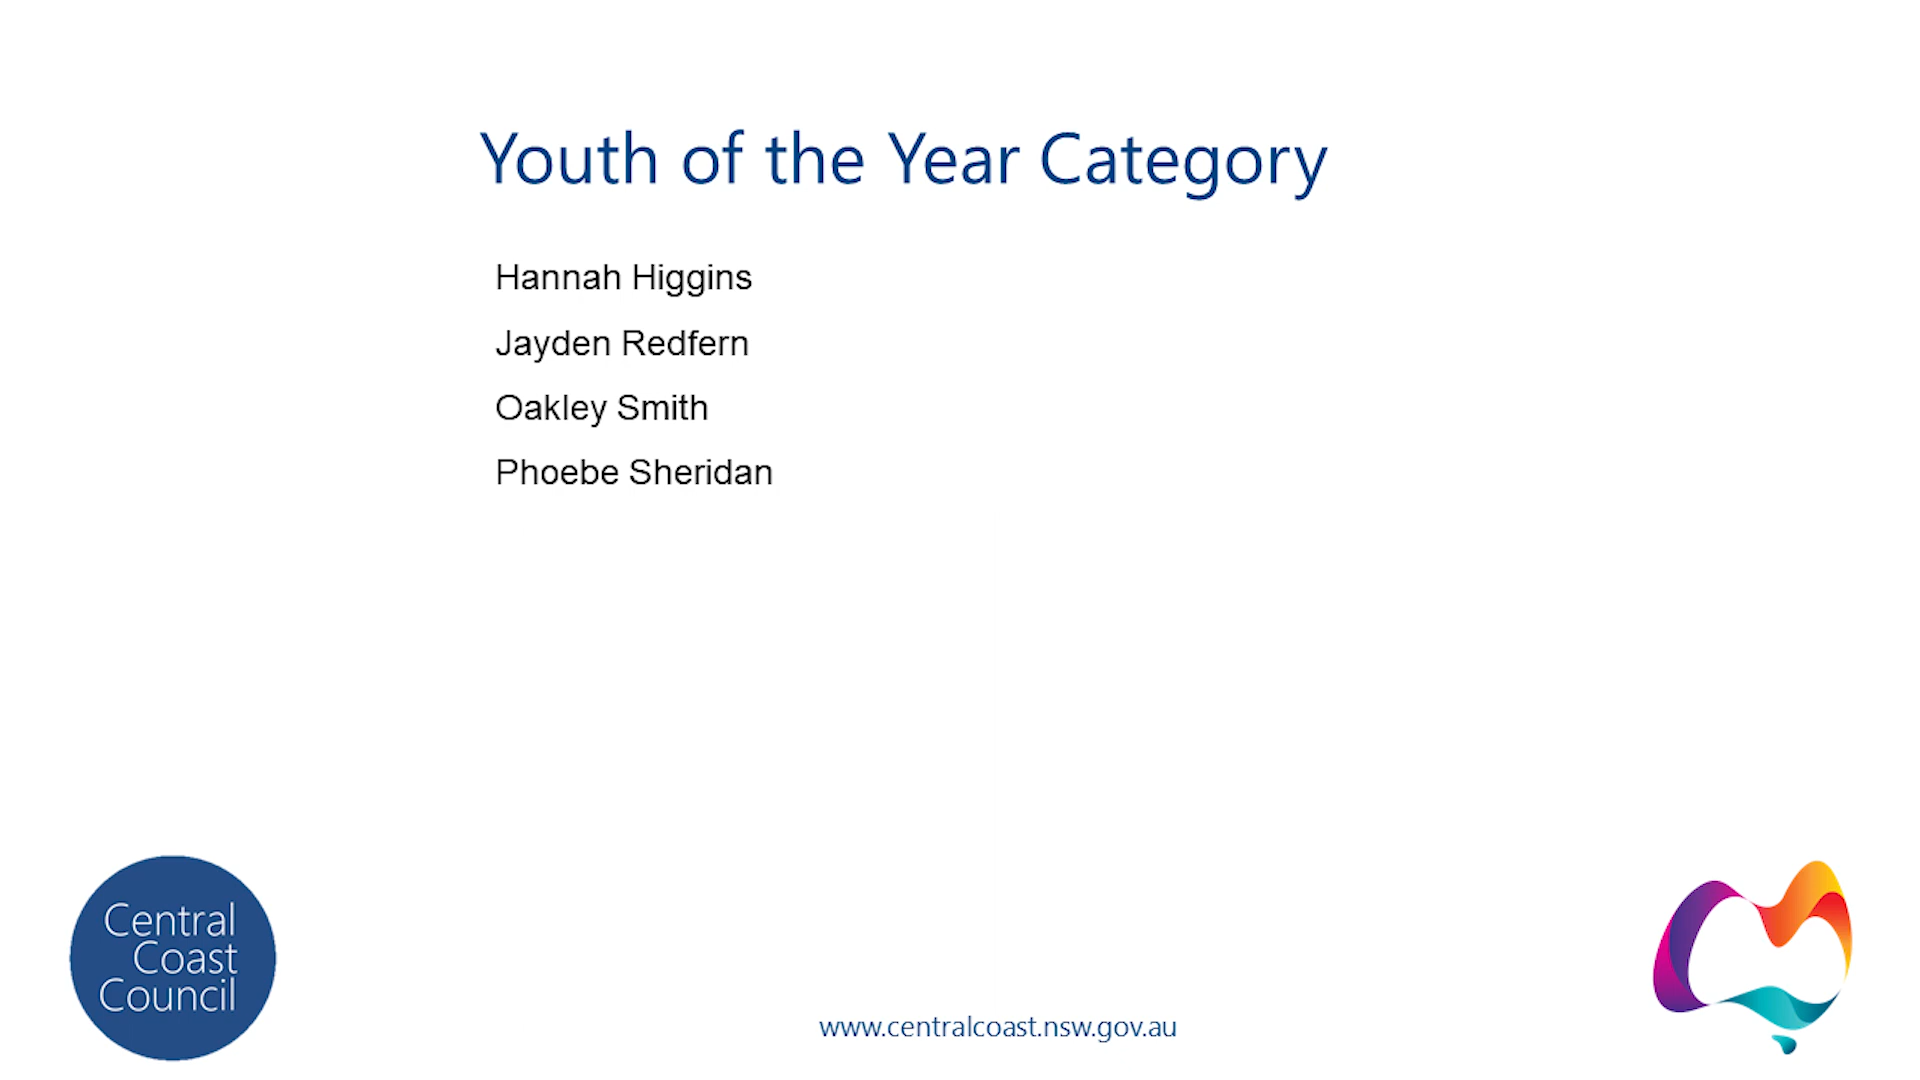 Youth of the Year Category
Hannah Higgins
Jayden Redfern
Oakley Smith
Phoebe Sheridan
Central
Coast
Council
www.centralcoast.nsw.gov.au